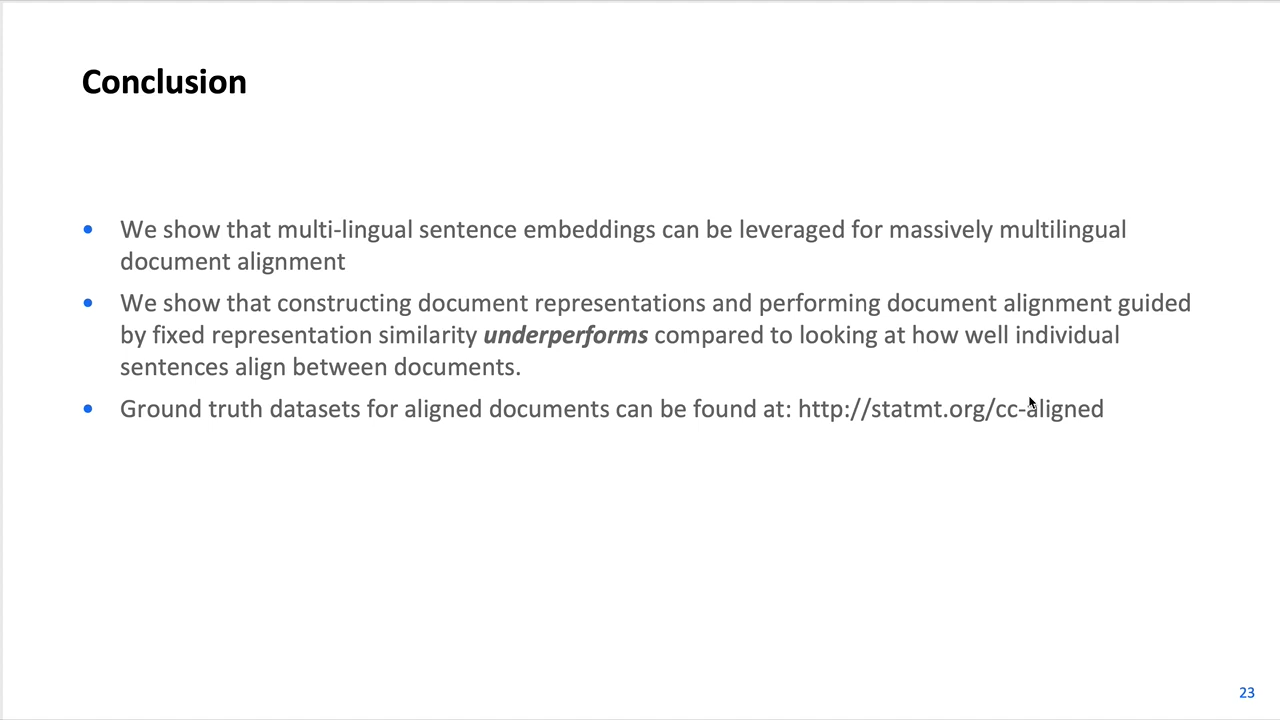 Conclusion
• We show that multi-lingual sentence embeddings can be leveraged for massively multilingual
document alignment
• We show that constructing document representations and performing document alignment guided
by fixed representation similarity underperforms compared to looking at how well individual
sentences align between documents.
• Ground truth datasets for aligned documents can be found at: http://statmt.org/cc-aligned
23